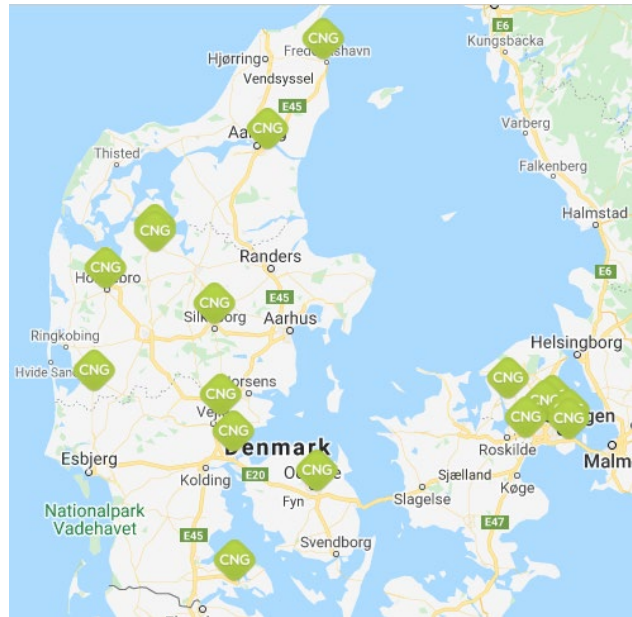 E6
Kungsbacka
CNG
Hjørring
Vendsyssel
E45
CNG
Varberg
Thisted
Falkenberg
CNG
Halmstad
CNG
Randers
E6
CNG
E45
Aarhus
Ringkobing
Helsingborg
CNG
CNG
CNG
CNG
CNG
CNG
CNG
Denmark
Roskilde
Esbjerg
Kolding
E20
CNG
Sjælland
Køge
Fyn
Slagelse
Nationalpark
Vadehavet
E45
Svendborg
E47
CNG